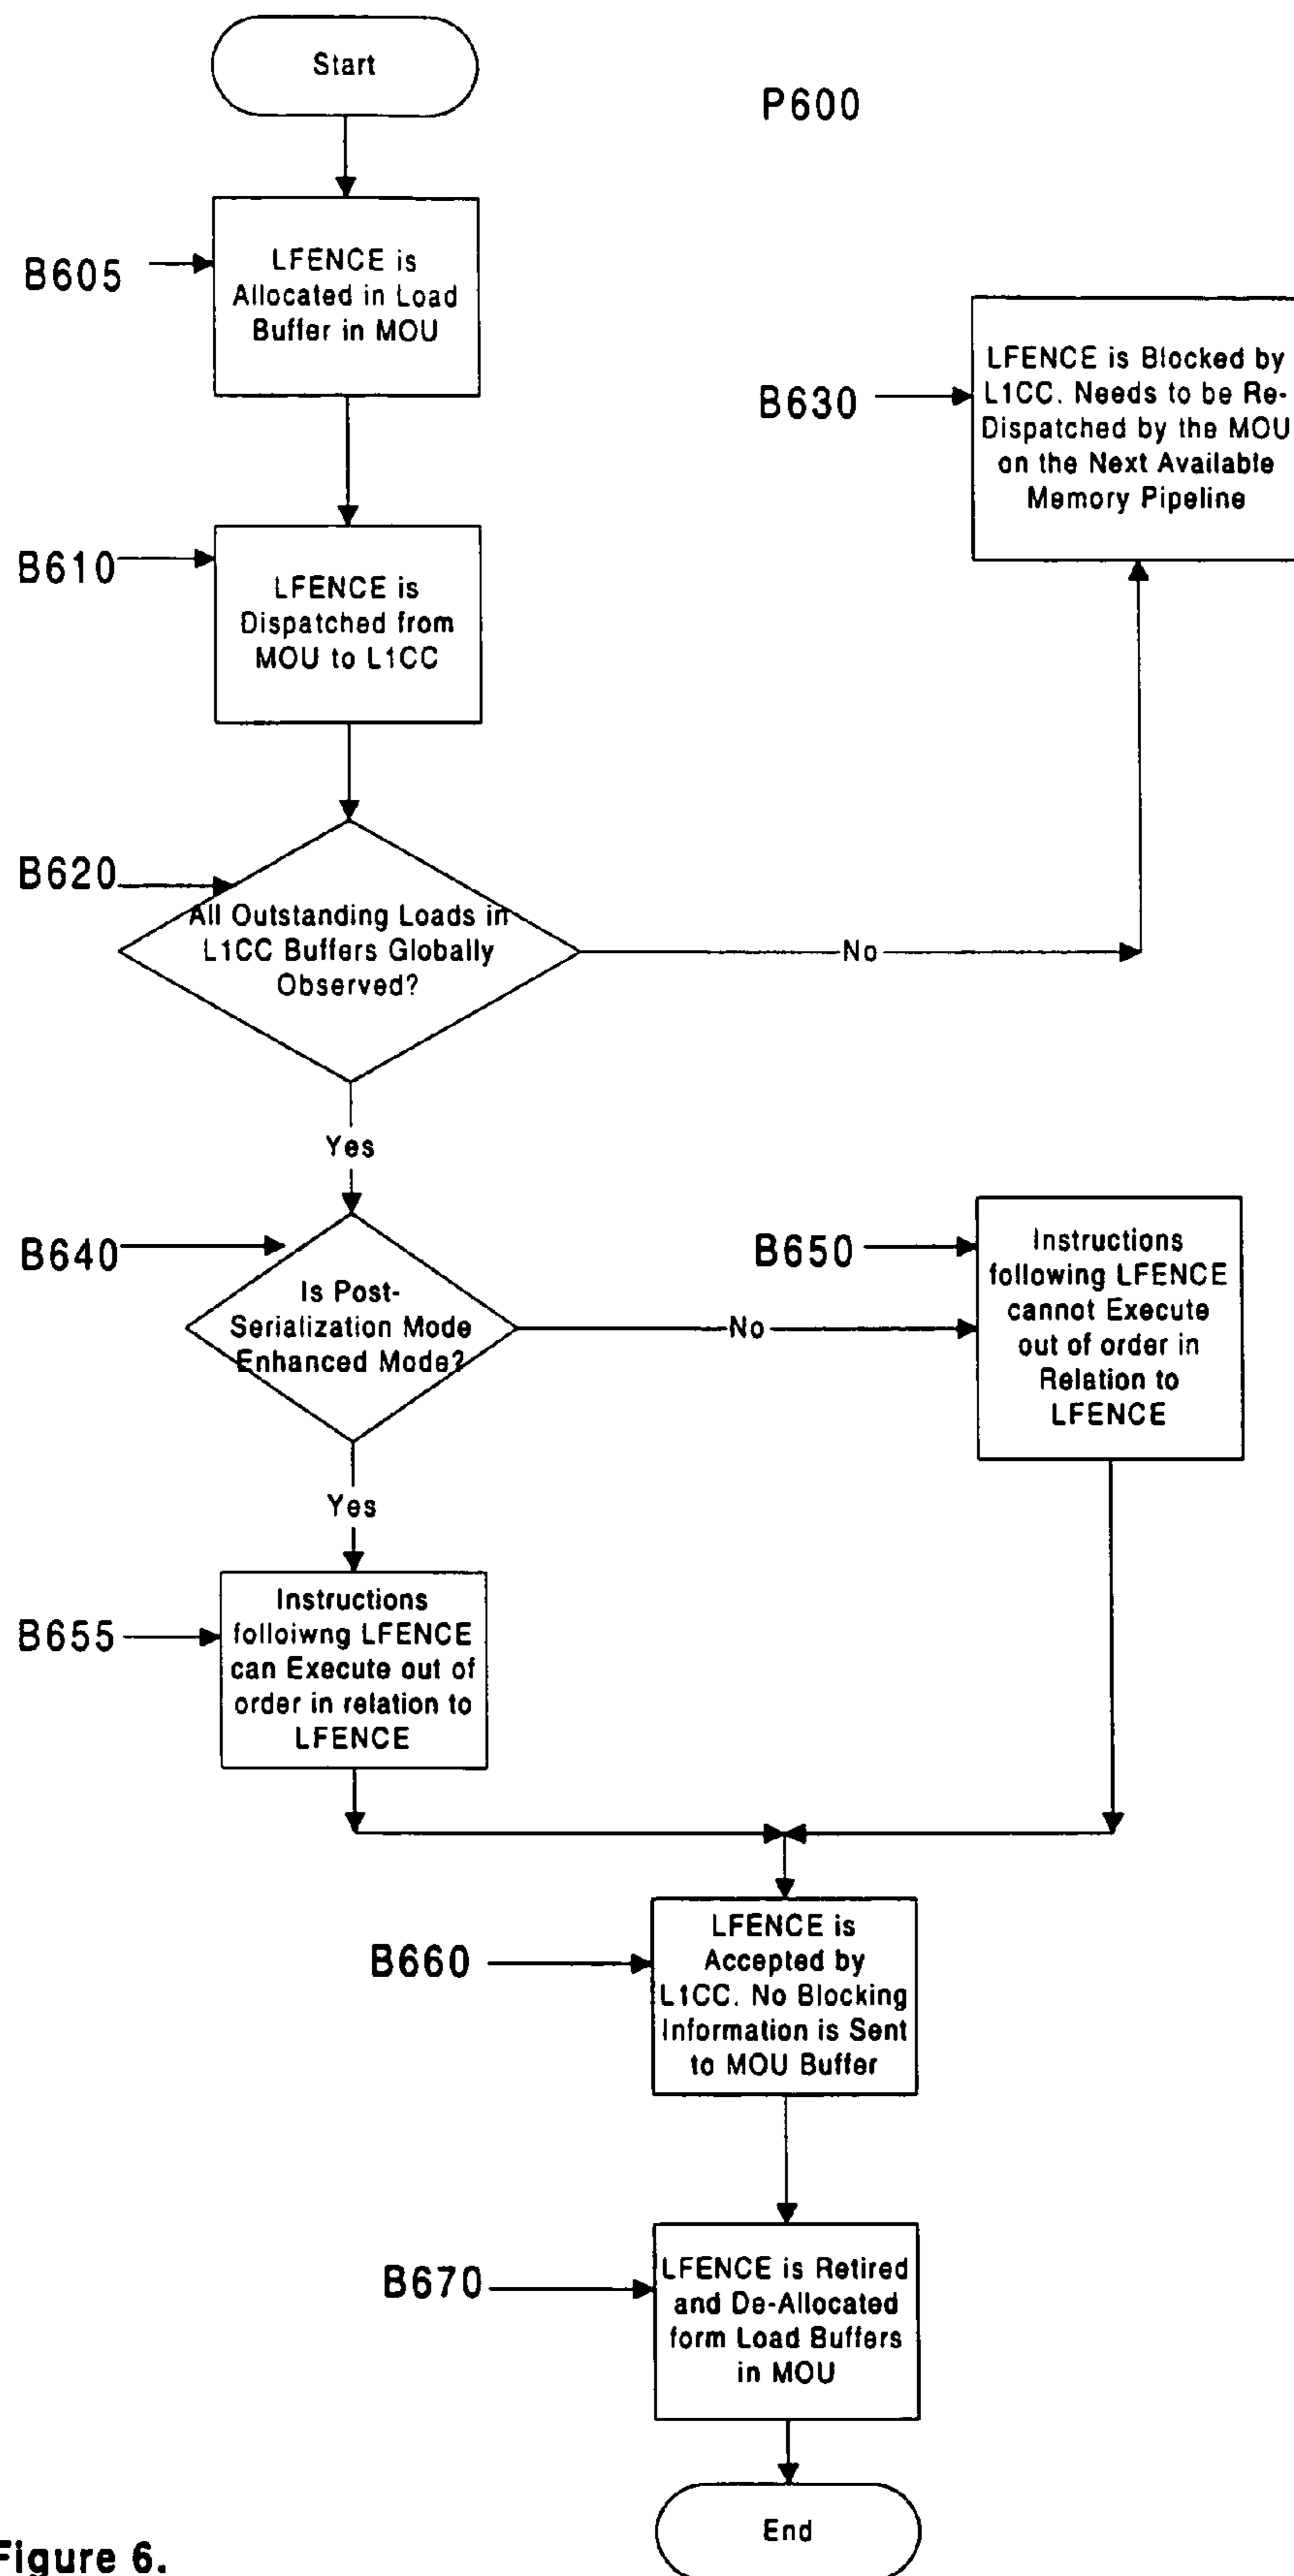 Start
P600
B605
LFENCE is
Allocated in Load
Buffer in MOU
B630
LFENCE is Blocked by
L1CC. Needs to be Re-
Dispatched by the MOU
on the Next Available
Memory Pipeline
B610
LFENCE is
Dispatched from
MOU to L1CC
B620
All Outstanding Loads in
L1CC Buffers Globally
Observed?
No
Yes
B640
Is Post-
Serialization Mode
Enhanced Mode?
No
B650
Instructions
following LFENCE
cannot Execute
out of order in
Relation to
LFENCE
Yes
B655
Instructions
folloiwng LFENCE
can Execute out of
order in relation to
LFENCE
B660
LFENCE is
Accepted by
L1CC. No Blocking
Information is Sent
to MOU Buffer
B670
LFENCE is Retired
and De-Allocated
form Load Buffers
in MOU
End
Figure 6.